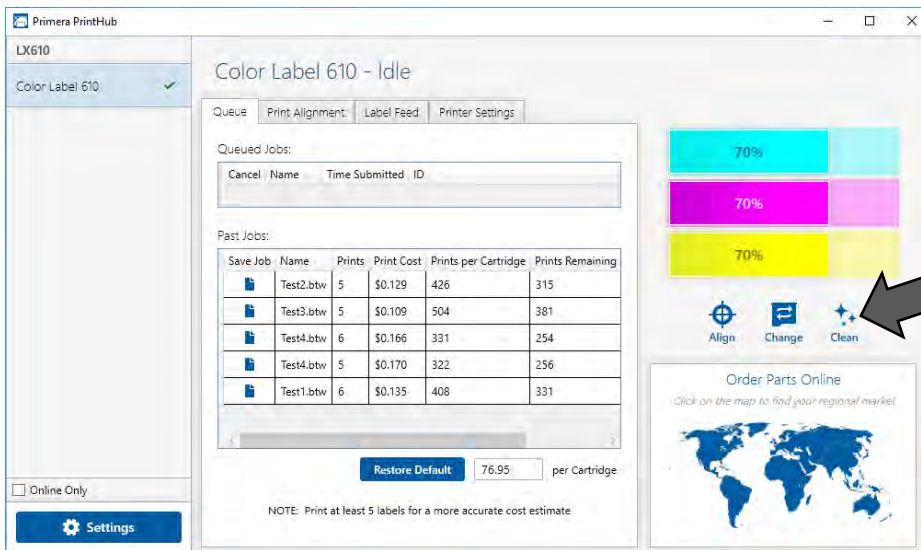 Primera PrintHub
LX610
Color Label 610
Color Label 610 - Idle
Queue Print Alignment Label Feed Printer Settings
Queued Jobs:
Cancel Name Time Submitted ID
Past Jobs:
Save Job Name Prints Print Cost Prints per Cartridge Prints Remaining
Test2.btw 5 $0.129 426 315
Test3.btw 5 $0.109 504 381
Test4.btw 6 $0.166 331 254
Test4.btw 5 $0.170 322 256
Test1.btw 6 $0.135 408 331
Restore Default 76.95 per Cartridge
NOTE: Print at least 5 labels for a more accurate cost estimate
70%
70%
70%
Align Change Clean
Order Parts Online
Click on the map to find your regional market
Online Only
Settings